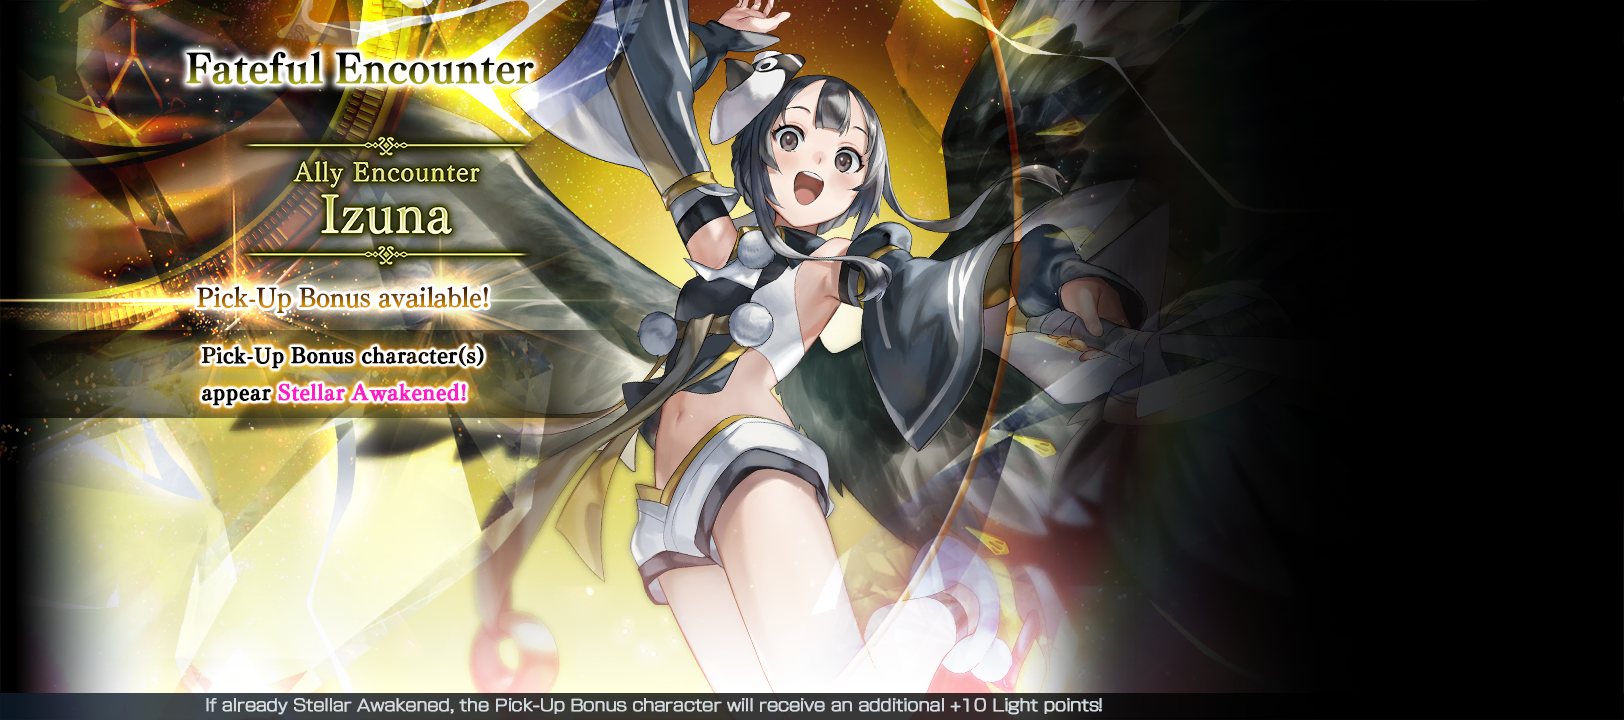 Fateful Encounter
Ally Encounter
Izuna
Pick-Up Bonus available!
Pick-Up Bonus character(s)
appear Stellar Awakened!
If already Stellar Awakened, the Pick-Up Bonus character will receive an additional +10 Light points!